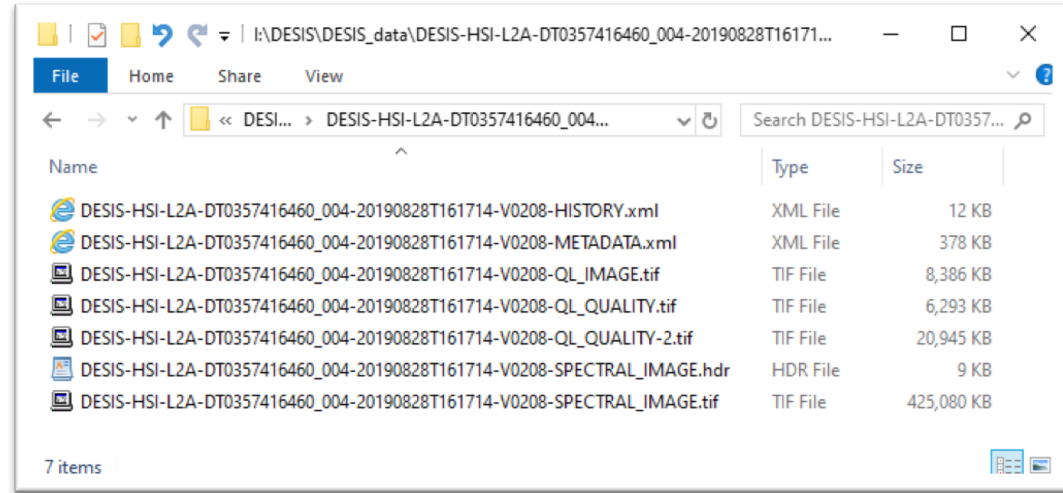 I:\DESIS\DESIS_data\DESIS-HSI-L2A-DT0357416460_004-20190828T16171...
File Home Share View
« DESI... › DESIS-HSI-L2A-DT0357416460_004... Search DESIS-HSI-L2A-DT0357...
Name Type Size
DESIS-HSI-L2A-DT0357416460_004-20190828T161714-V0208-HISTORY.xml XML File 12 KB
DESIS-HSI-L2A-DT0357416460_004-20190828T161714-V0208-METADATA.xml XML File 378 KB
DESIS-HSI-L2A-DT0357416460_004-20190828T161714-V0208-QL_IMAGE.tif TIF File 8,386 KB
DESIS-HSI-L2A-DT0357416460_004-20190828T161714-V0208-QL_QUALITY.tif TIF File 6,293 KB
DESIS-HSI-L2A-DT0357416460_004-20190828T161714-V0208-QL_QUALITY-2.tif TIF File 20,945 KB
DESIS-HSI-L2A-DT0357416460_004-20190828T161714-V0208-SPECTRAL_IMAGE.hdr HDR File 9 KB
DESIS-HSI-L2A-DT0357416460_004-20190828T161714-V0208-SPECTRAL_IMAGE.tif TIF File 425,080 KB
7 items